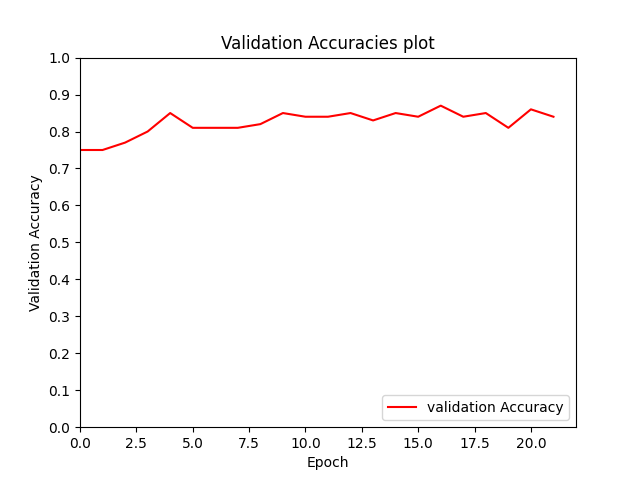 Validation Accuracies plot
1.0
0.9
0.8
0.7
0.6
0.5
0.4
0.3
0.2
0.1
0.0
Validation Accuracy
validation Accuracy
0.0 2.5 5.0 7.5 10.0 12.5 15.0 17.5 20.0
Epoch